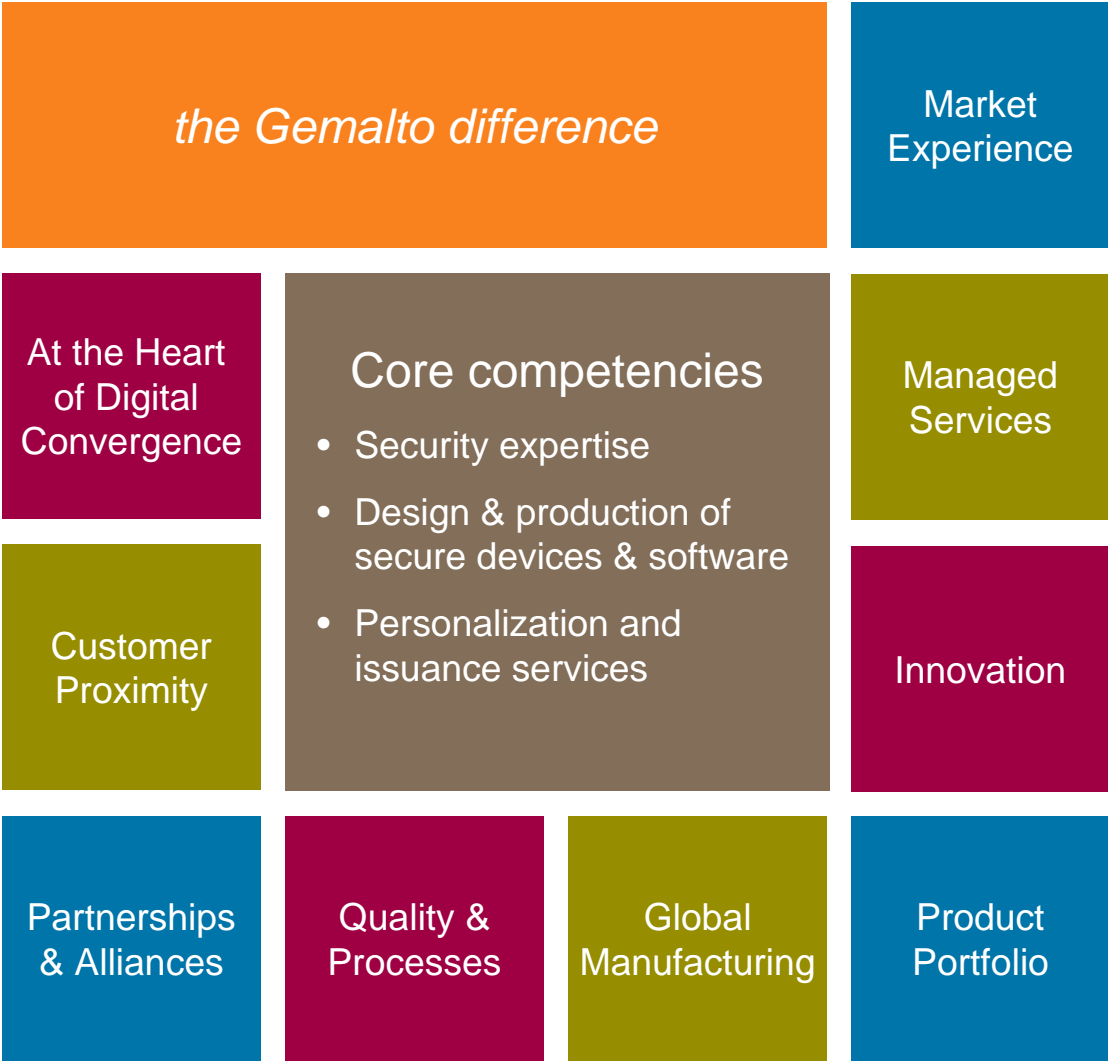 the Gemalto difference
Market
Experience
At the Heart
of Digital
Convergence
Core competencies
• Security expertise
• Design & production of
secure devices & software
• Personalization and
issuance services
Managed
Services
Customer
Proximity
Innovation
Partnerships
& Alliances
Quality &
Processes
Global
Manufacturing
Product
Portfolio